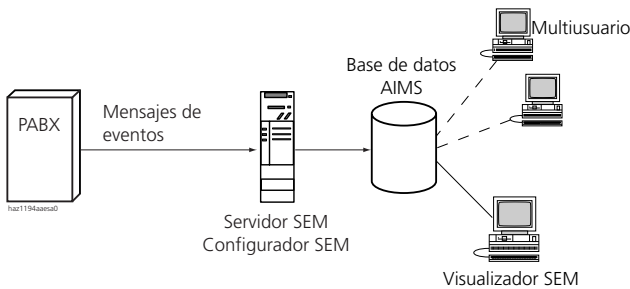 Multiusuario
Base de datos
AIMS
PABX
Mensajes de
eventos
haz1194aaesa0
Servidor SEM
Configurador SEM
Visualizador SEM